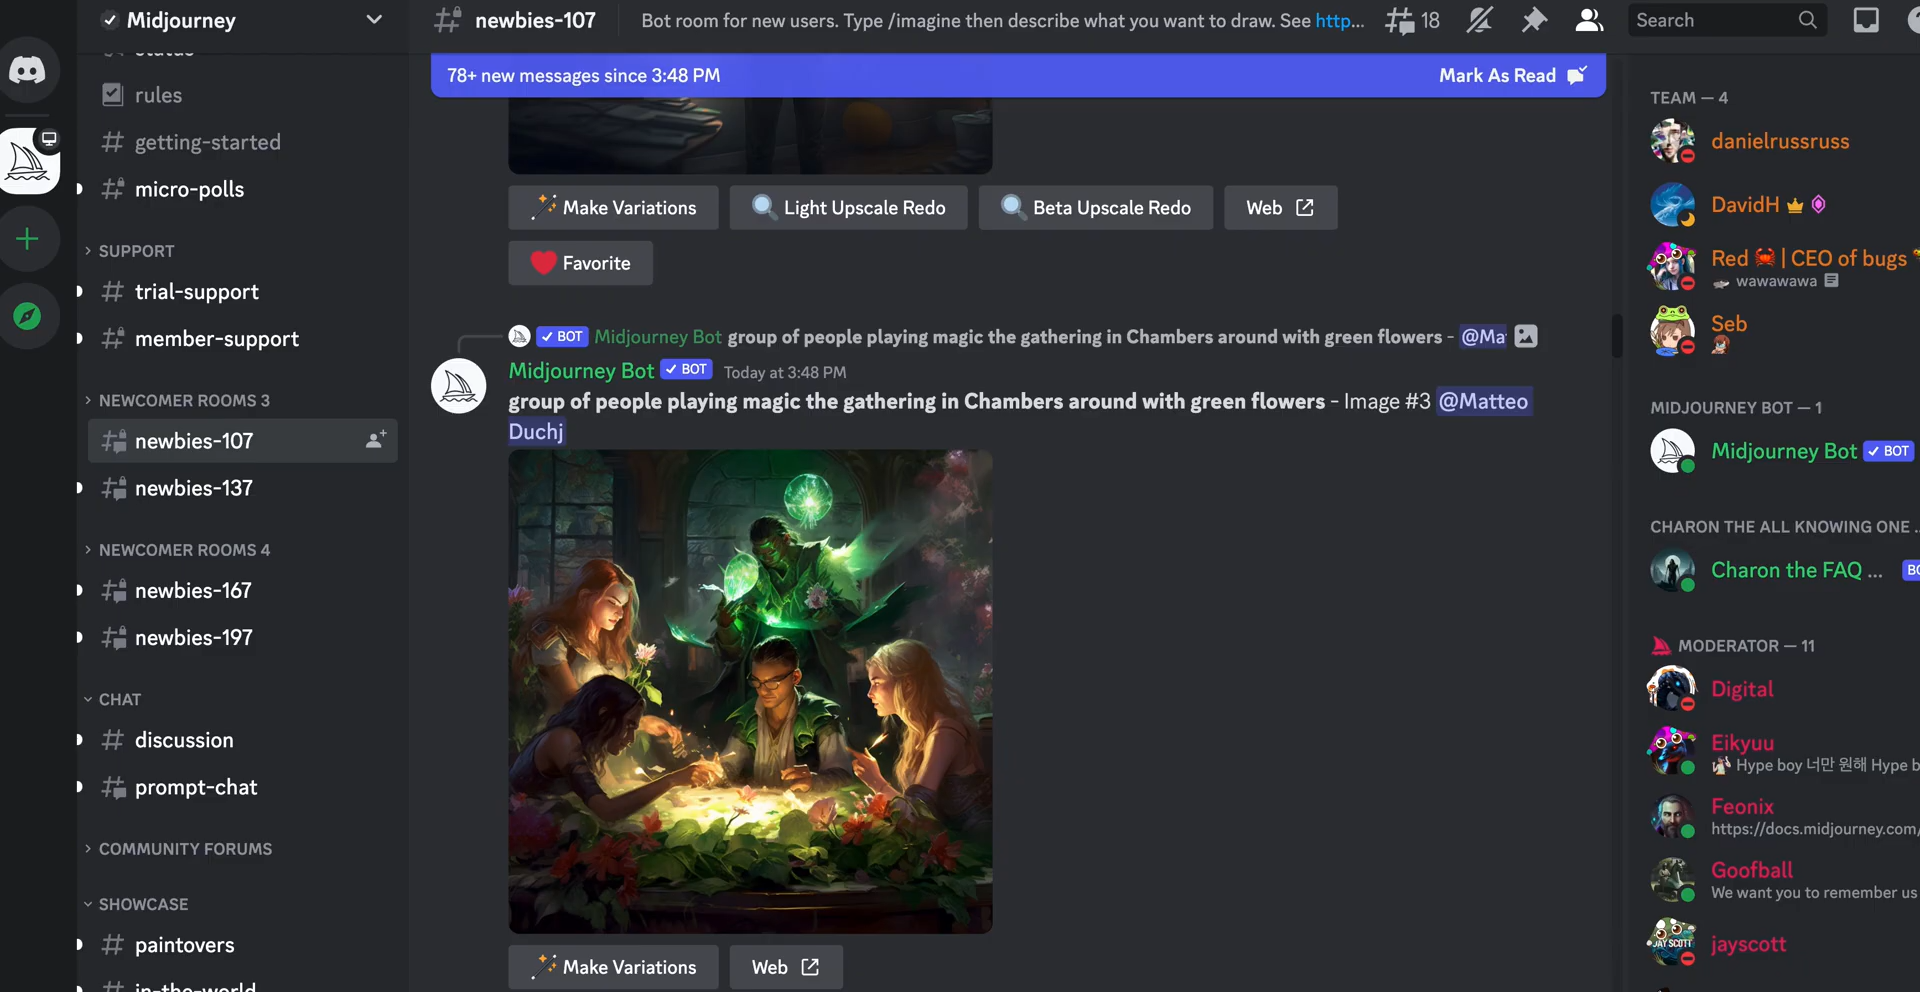 Midjourney
status
rules
getting-started
micro-polls
SUPPORT
trial-support
member-support
NEWCOMER ROOMS 3
newbies-107
newbies-137
NEWCOMER ROOMS 4
newbies-167
newbies-197
CHAT
discussion
prompt-chat
COMMUNITY FORUMS
SHOWCASE
paintovers
in-the-world
newbies-107
Bot room for new users. Type /imagine then describe what you want to draw. See http...
18
Search
78+ new messages since 3:48 PM
Mark As Read
Make Variations
Light Upscale Redo
Beta Upscale Redo
Web
Favorite
BOT Midjourney Bot group of people playing magic the gathering in Chambers around with green flowers - @Mat
Midjourney Bot BOT Today at 3:48 PM
group of people playing magic the gathering in Chambers around with green flowers - Image #3 @Matteo
Duchj
Make Variations
Web
TEAM — 4
danielrussruss
DavidH
Red 🦀 | CEO of bugs
wawawawa
Seb
MIDJOURNEY BOT — 1
Midjourney Bot BOT
CHARON THE ALL KNOWING ONE ...
Charon the FAQ ... BO
MODERATOR — 11
Digital
Eikyuu
Hype boy 너만 원해 Hype b
Feonix
https://docs.midjourney.com/
Goofball
We want you to remember us
JAY SCOTT
jayscott